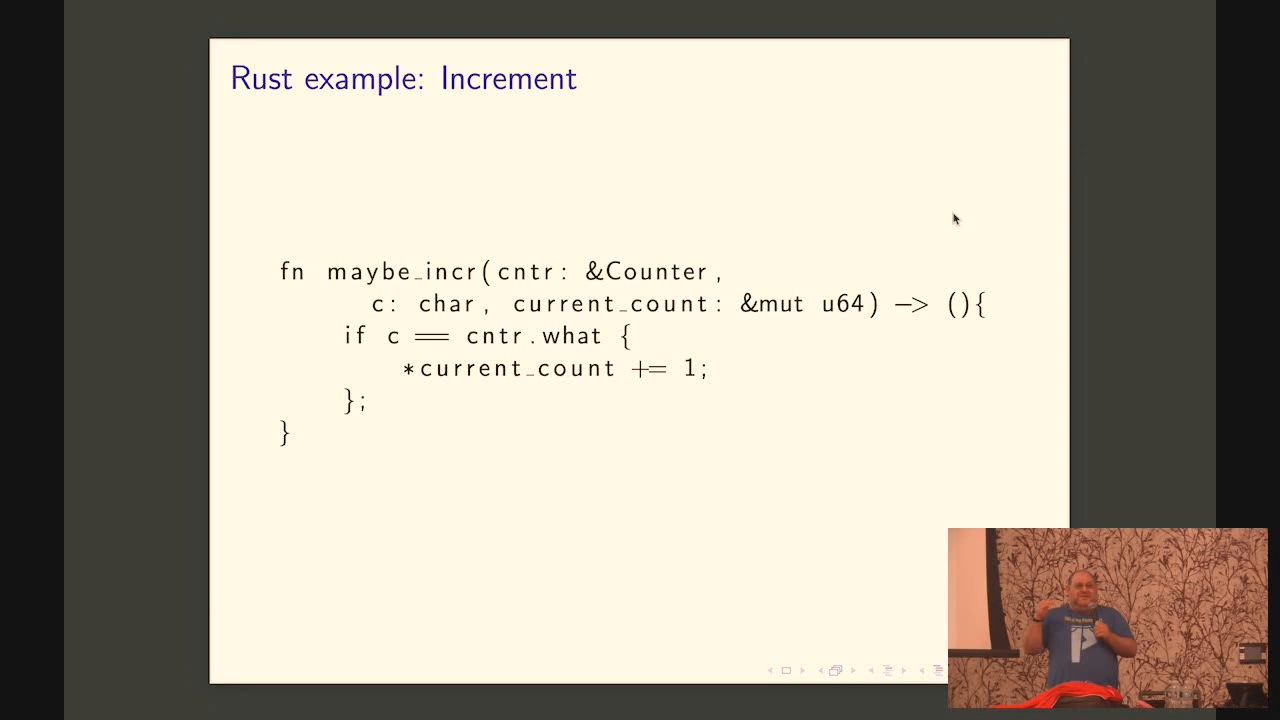 Rust example: Increment
fn maybe_incr(cntr: &Counter,
c: char, current_count: &mut u64) -> (){
if c == cntr.what {
*current_count += 1;
};
}